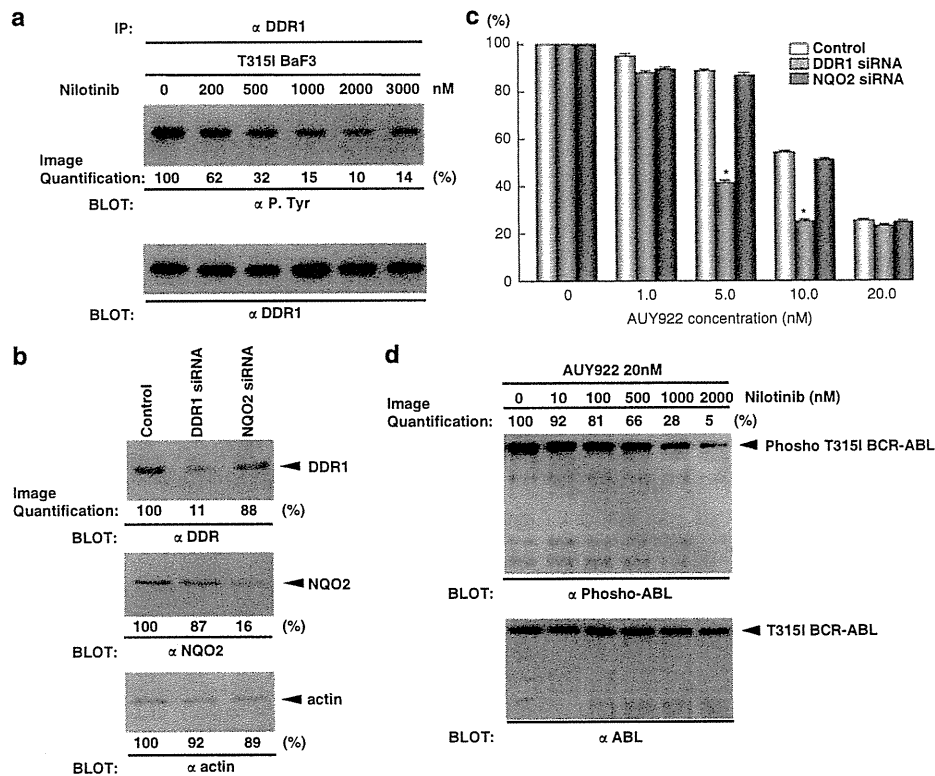 a
IP: α DDR1
T315I BaF3
Nilotinib 0 200 500 1000 2000 3000 nM
Image
Quantification: 100 62 32 15 10 14 (%)
BLOT: α P. Tyr
BLOT: α DDR1
b
Control DDR1 siRNA NQO2 siRNA
DDR1
Image
Quantification: 100 11 88 (%)
BLOT: α DDR
NQO2
100 87 16 (%)
BLOT: α NQO2
actin
100 92 89 (%)
BLOT: α actin
c
(%)
100
80
60
40
20
0
Control
DDR1 siRNA
NQO2 siRNA
* *
0 1.0 5.0 10.0 20.0
AUY922 concentration (nM)
d
AUY922 20nM
0 10 100 500 1000 2000 Nilotinib (nM)
Image
Quantification: 100 92 81 66 28 5 (%)
Phosho T315I BCR-ABL
BLOT: α Phosho-ABL
T315I BCR-ABL
BLOT: α ABL